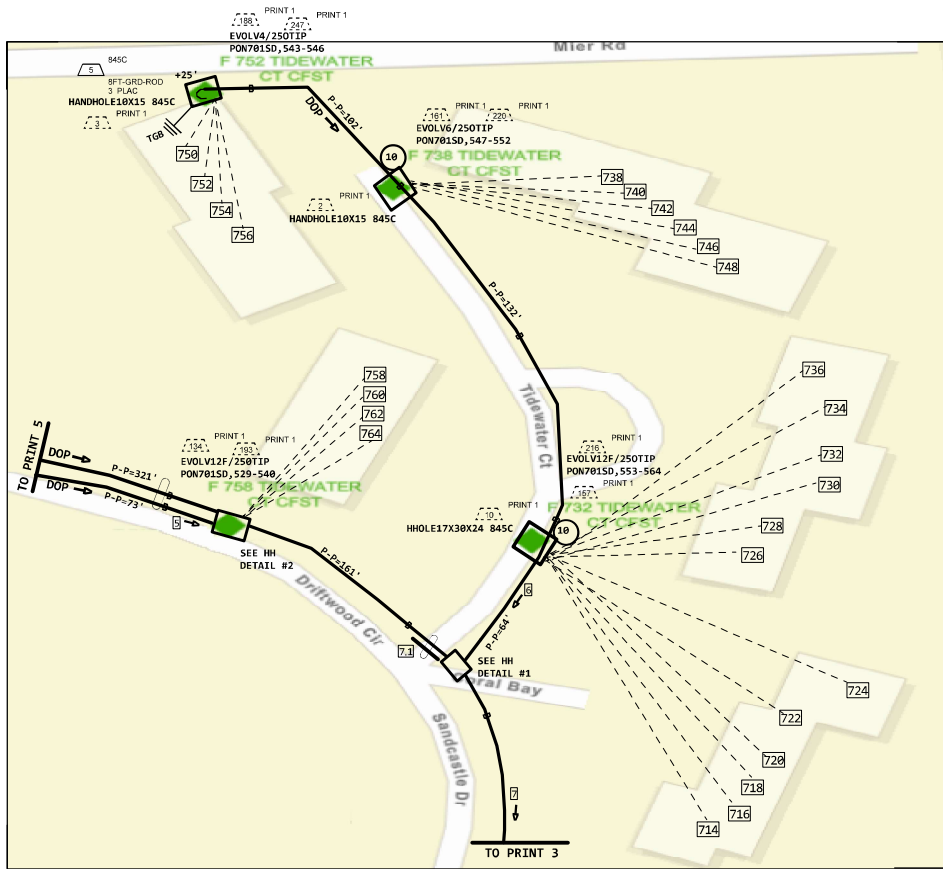 188
PRINT 1
247
PRINT 1
EVOLV4/250TIP
PON701SD,543-546
F 752 TIDEWATER
CT CFST
Mier Rd
5
845C
8FT-GRD-ROD
3 PLAC
+25'
HANDHOLE10X15 845C
3
PRINT 1
TGB
750
752
754
756
P-P=102'
DOP
161
PRINT 1
220
PRINT 1
EVOLV6/250TIP
PON701SD,547-552
F 738 TIDEWATER
CT CFST
10
2
PRINT 1
HANDHOLE10X15 845C
738
740
742
744
746
748
P-P=132'
Tidewater Ct
758
760
762
764
736
734
732
730
728
726
TO PRINT 5
DOP
P-P=321'
DOP
P-P=73'
5
134
PRINT 1
193
PRINT 1
EVOLV12F/250TIP
PON701SD,529-540
F 758 TIDEWATER
CT CFST
SEE HH
DETAIL #2
216
PRINT 1
EVOLV12F/250TIP
PON701SD,553-564
157
PRINT 1
F 732 TIDEWATER
CT CFST
10
PRINT 1
HHOLE17X30X24 845C
10
P-P=161'
Driftwood Cir
6
P-P=64'
7.1
SEE HH
DETAIL #1
Coral Bay
Sandcastle Dr
724
722
720
718
716
714
7
TO PRINT 3